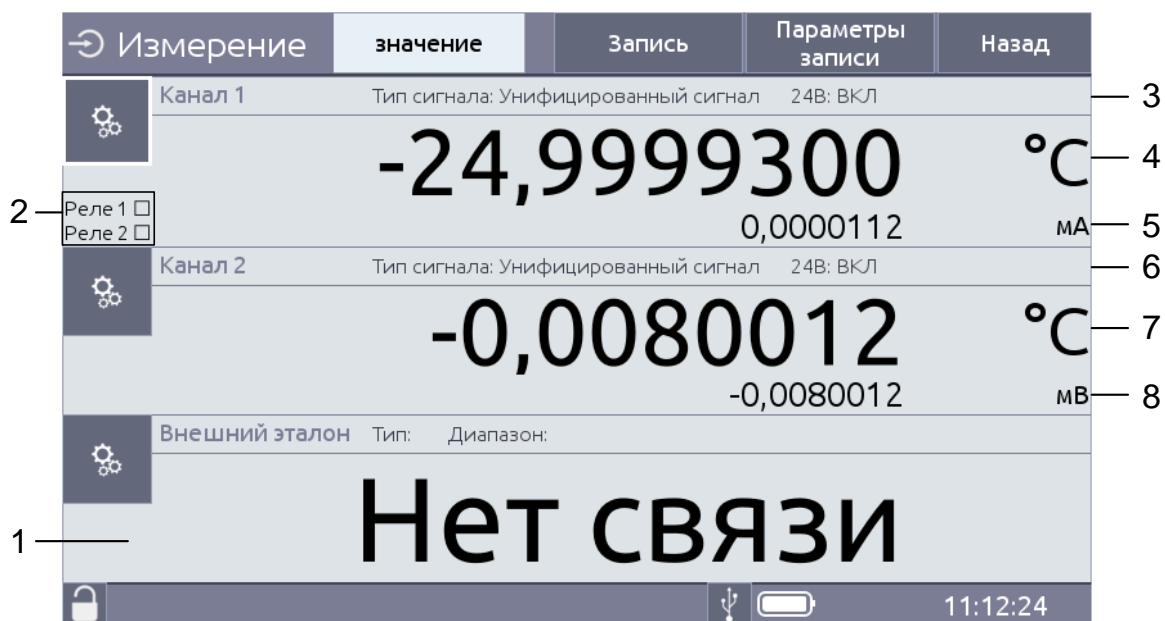 Измерение значение Запись Параметры записи Назад
Канал 1 Тип сигнала: Унифицированный сигнал 24В: ВКЛ 3
-24,9999300 °C 4
2 Реле 1
Реле 2
0,0000112 мА 5
Канал 2 Тип сигнала: Унифицированный сигнал 24В: ВКЛ 6
-0,0080012 °C 7
-0,0080012 мВ 8
Внешний эталон Тип: Диапазон:
1 Нет связи
11:12:24